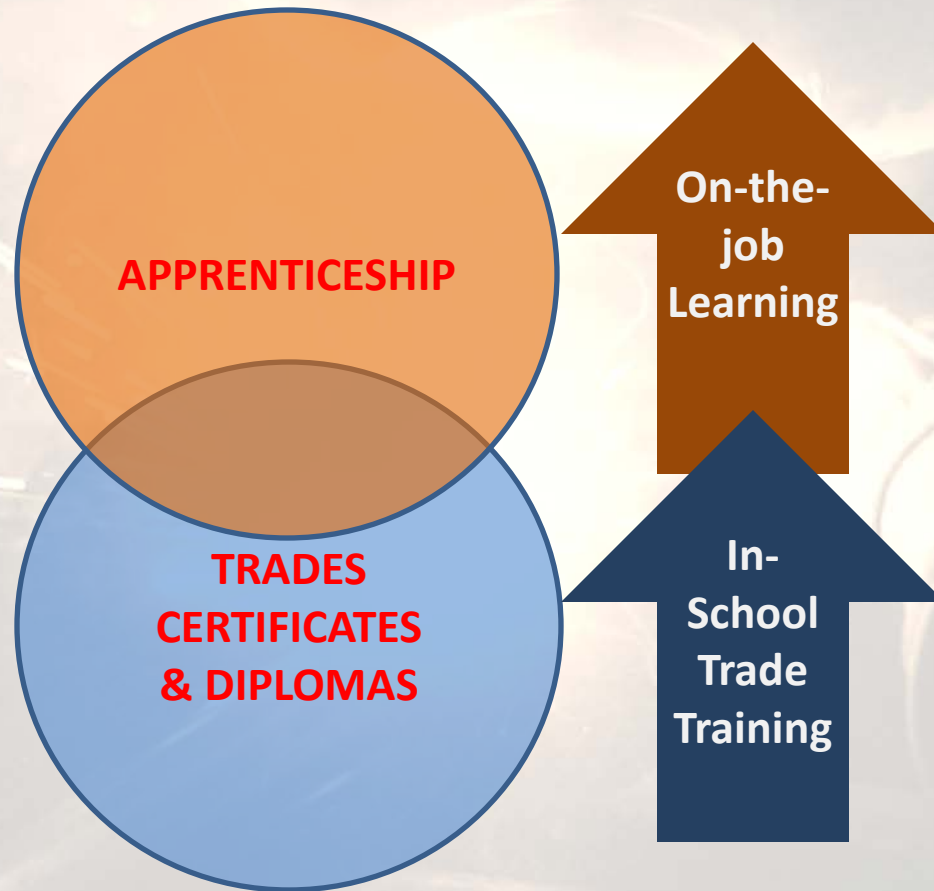 APPRENTICESHIP
On-the-
job
Learning
TRADES
CERTIFICATES
& DIPLOMAS
In-
School
Trade
Training